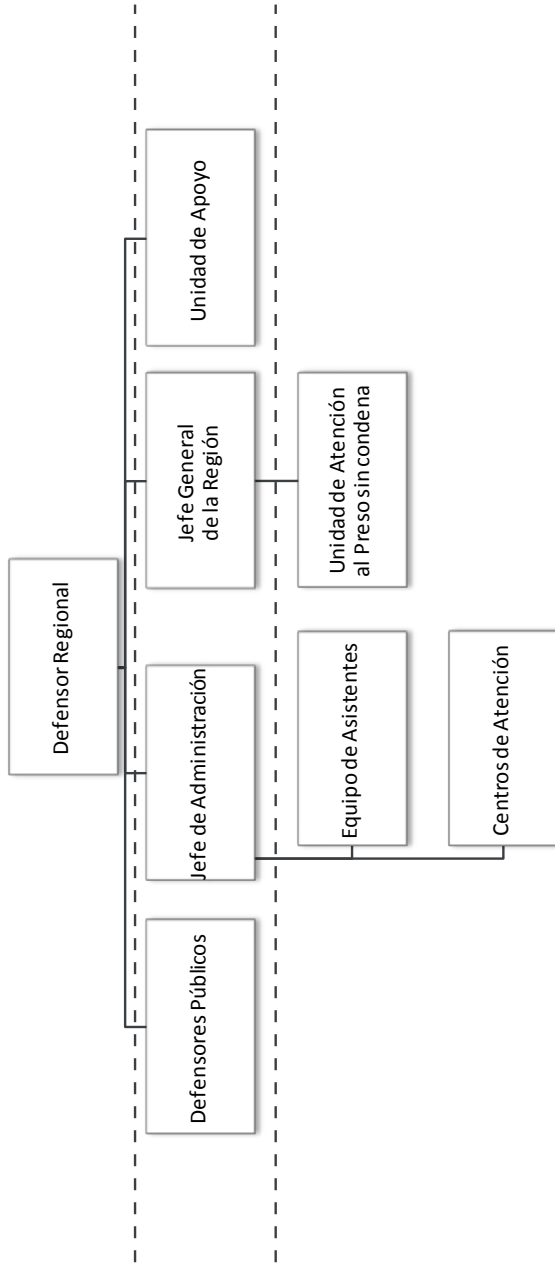 Defensor Regional
Defensores Públicos
Jefe de Administración
Jefe General
de la Región
Unidad de Apoyo
Equipo de Asistentes
Unidad de Atención
al Preso sin condena
Centros de Atención